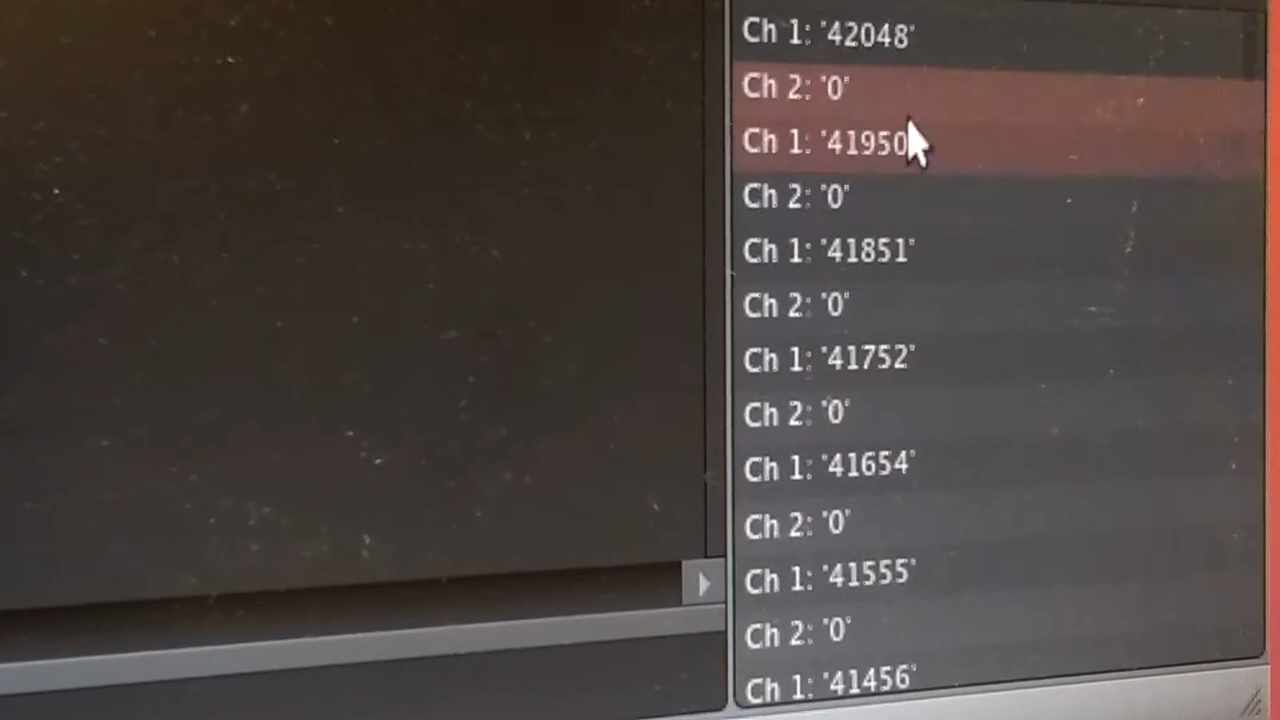 Ch 1: "42048"
Ch 2: "0"
Ch 1: "41950
Ch 2: "0"
Ch 1: "41851"
Ch 2: "0"
Ch 1: "41752"
Ch 2: "0"
Ch 1: "41654"
Ch 2: "0"
Ch 1: "41555"
Ch 2: "0"
Ch 1: "41456"